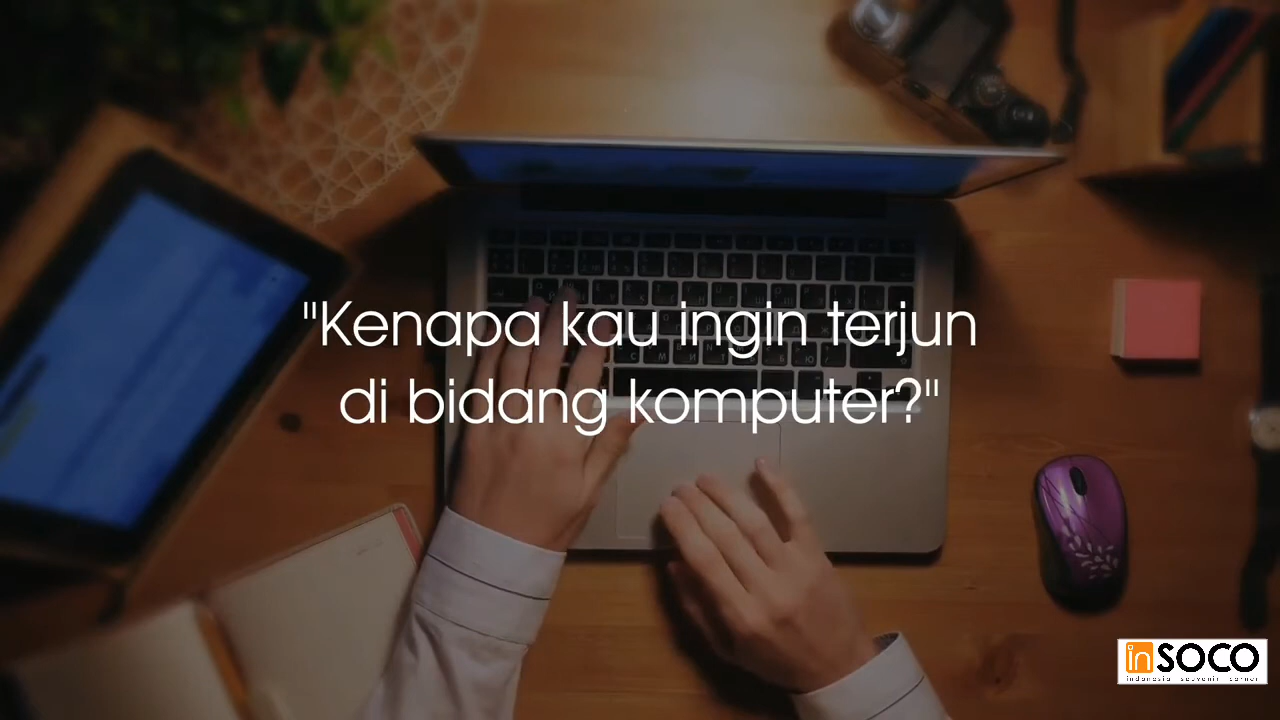 "Kenapa kau ingin terjun
di bidang komputer?"
inSOCO
indonesia souvenir corner